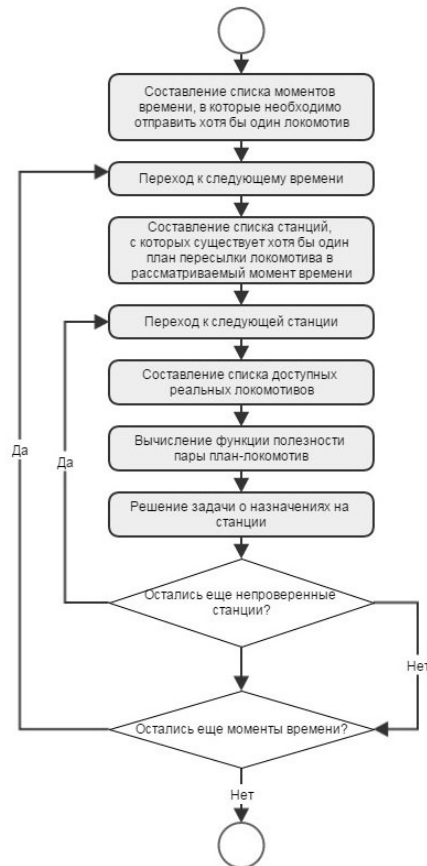 Составление списка моментов
времени, в которые необходимо
отправить хотя бы один локомотив
Переход к следующему времени
Составление списка станций,
с которых существует хотя бы один
план пересылки локомотива в
рассматриваемый момент времени
Переход к следующей станции
Составление списка доступных
реальных локомотивов
Вычисление функции полезности
пары план-локомотив
Решение задачи о назначениях на
станции
Да
Да
Остались еще непроверенные
станции?
Нет
Остались еще моменты времени?
Нет